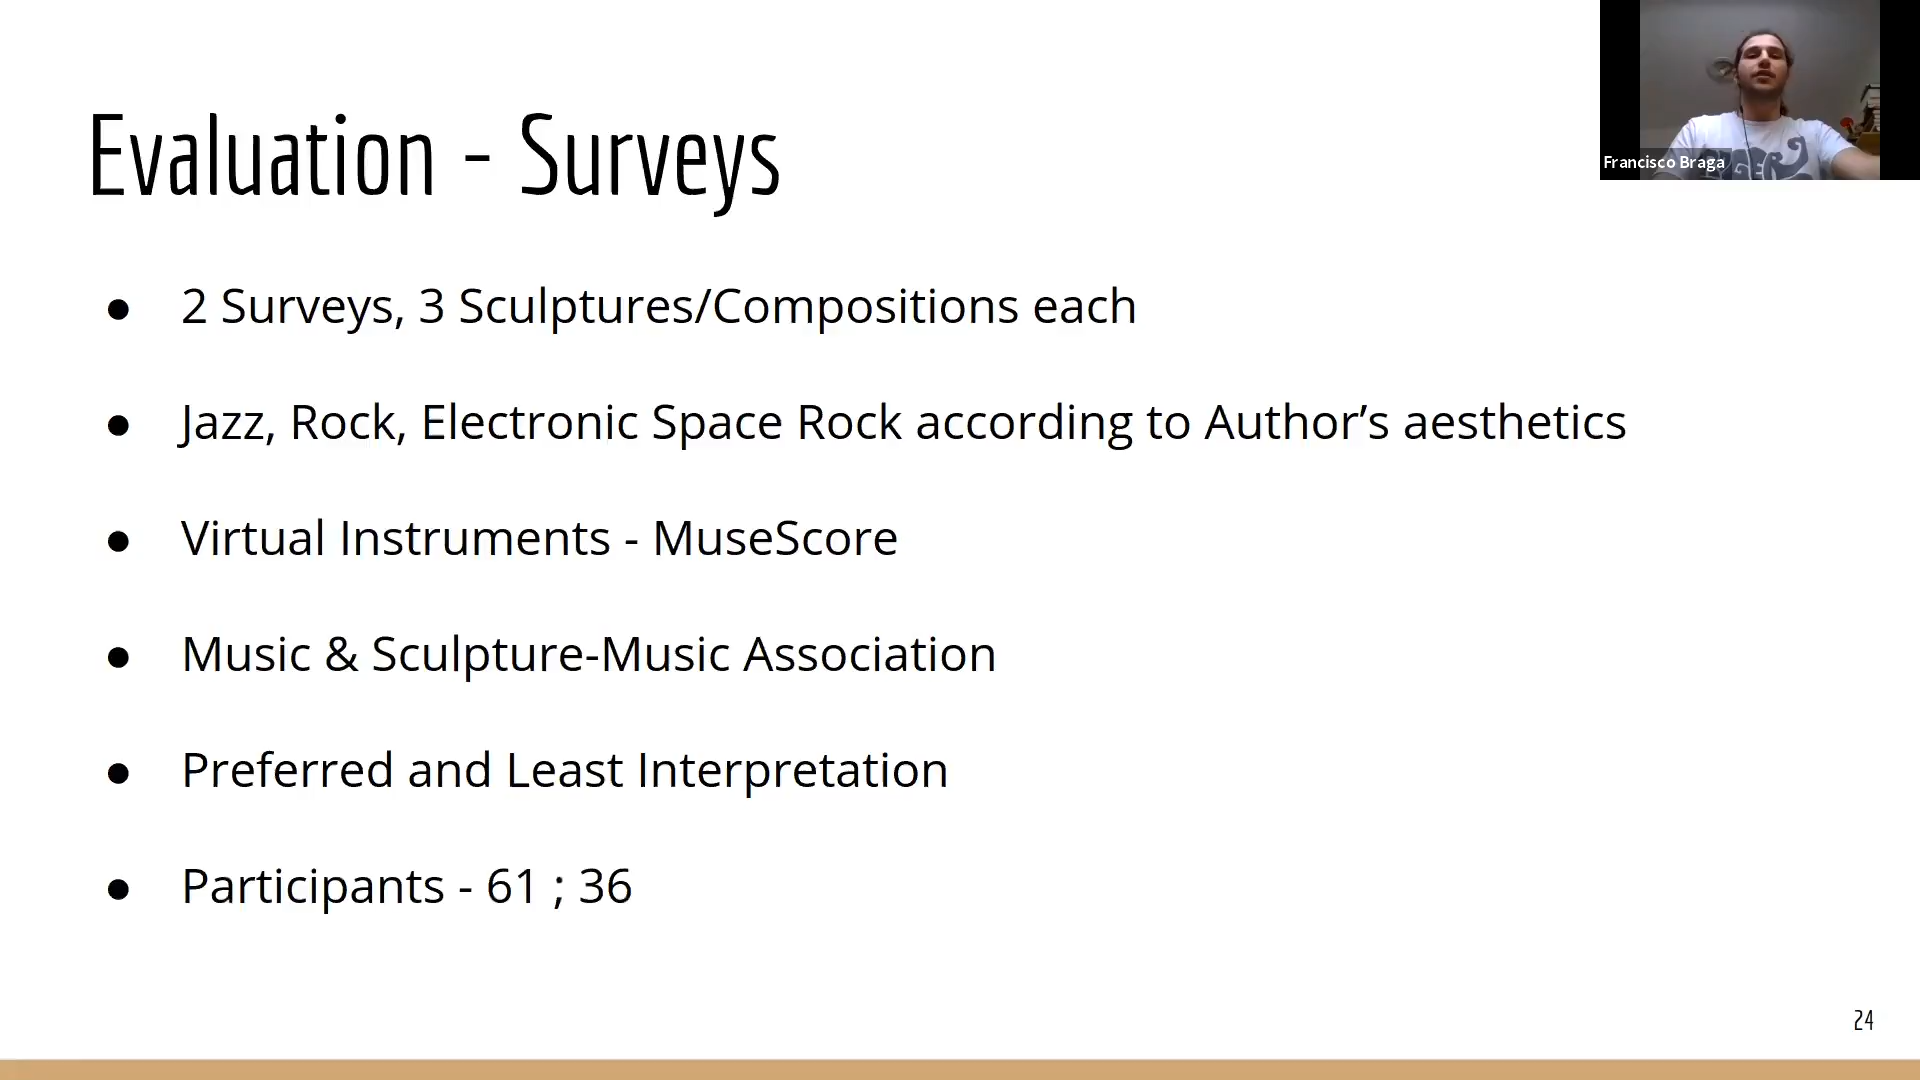 Evaluation - Surveys
Francisco Braga
● 2 Surveys, 3 Sculptures/Compositions each
● Jazz, Rock, Electronic Space Rock according to Author’s aesthetics
● Virtual Instruments - MuseScore
● Music & Sculpture-Music Association
● Preferred and Least Interpretation
● Participants - 61 ; 36
24